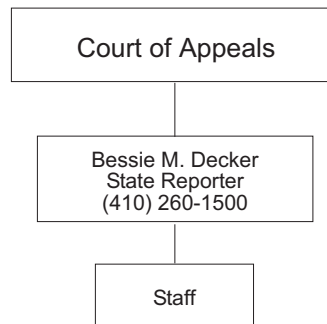 Court of Appeals
Bessie M. Decker
State Reporter
(410) 260-1500
Staff